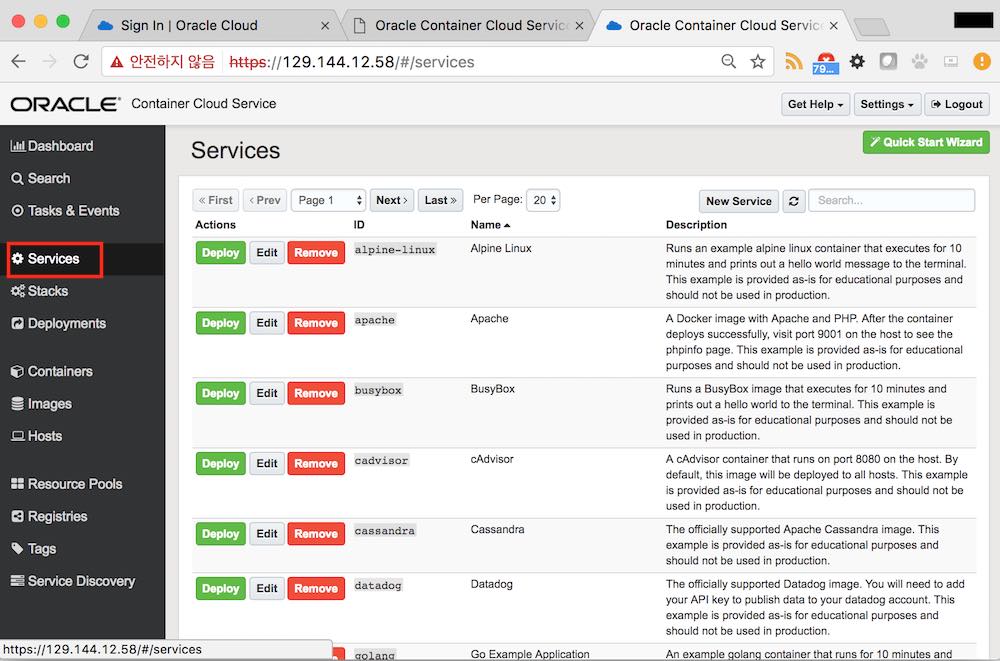 Sign In | Oracle Cloud
Oracle Container Cloud Service
Oracle Container Cloud Service
안전하지 않음 https://129.144.12.58/#/services
79...
ORACLE® Container Cloud Service
Get Help Settings Logout
Dashboard
Search
Tasks & Events
Services
Stacks
Deployments
Containers
Images
Hosts
Resource Pools
Registries
Tags
Service Discovery
Services
Quick Start Wizard
« First ‹ Prev Page 1 Next › Last » Per Page: 20 New Service Search...
Actions ID Name Description
Deploy Edit Remove alpine-linux Alpine Linux Runs an example alpine linux container that executes for 10
minutes and prints out a hello world message to the terminal.
This example is provided as-is for educational purposes and
should not be used in production.
Deploy Edit Remove apache Apache A Docker image with Apache and PHP. After the container
deploys successfully, visit port 9001 on the host to see the
phpinfo page. This example is provided as-is for educational
purposes and should not be used in production.
Deploy Edit Remove busybox BusyBox Runs a BusyBox image that executes for 10 minutes and
prints out a hello world to the terminal. This example is
provided as-is for educational purposes and should not be
used in production.
Deploy Edit Remove cadvisor cAdvisor A cAdvisor container that runs on port 8080 on the host. By
default, this image will be deployed to all hosts. This example
is provided as-is for educational purposes and should not be
used in production.
Deploy Edit Remove cassandra Cassandra The officially supported Apache Cassandra image. This
example is provided as-is for educational purposes and
should not be used in production.
Deploy Edit Remove datadog Datadog The officially supported Datadog image. You will need to add
your API key to publish data to your datadog account. This
example is provided as-is for educational purposes and
should not be used in production.
golang Go Example Application An example golang container that runs for 10 minutes and
https://129.144.12.58/#/services